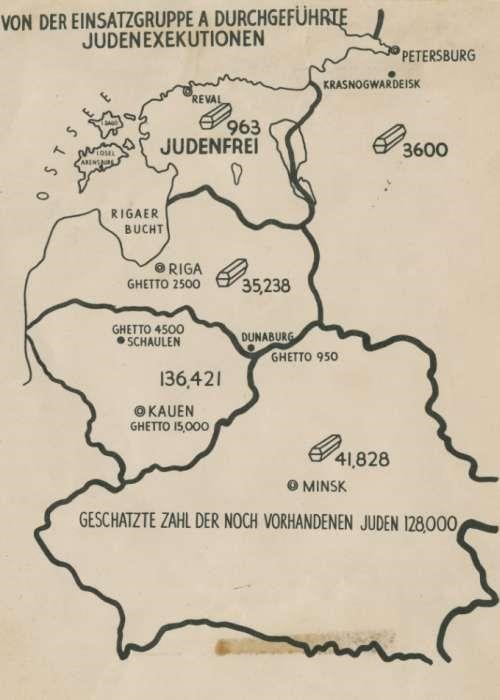 VON DER EINSATZGRUPPE A DURCHGEFÜHRTE
JUDENEXEKUTIONEN
PETERSBURG
KRASNOGWARDEISK
REVAL
963
JUDENFREI
3600
OSTSEE
DAGÖ
ÖSEL
ARENSBURG
RIGAER
BUCHT
RIGA
GHETTO 2500
35,238
GHETTO 4500
SCHAULEN
DUNABURG
GHETTO 950
136,421
KAUEN
GHETTO 15,000
41,828
MINSK
GESCHATZTE ZAHL DER NOCH VORHANDENEN JUDEN 128,000